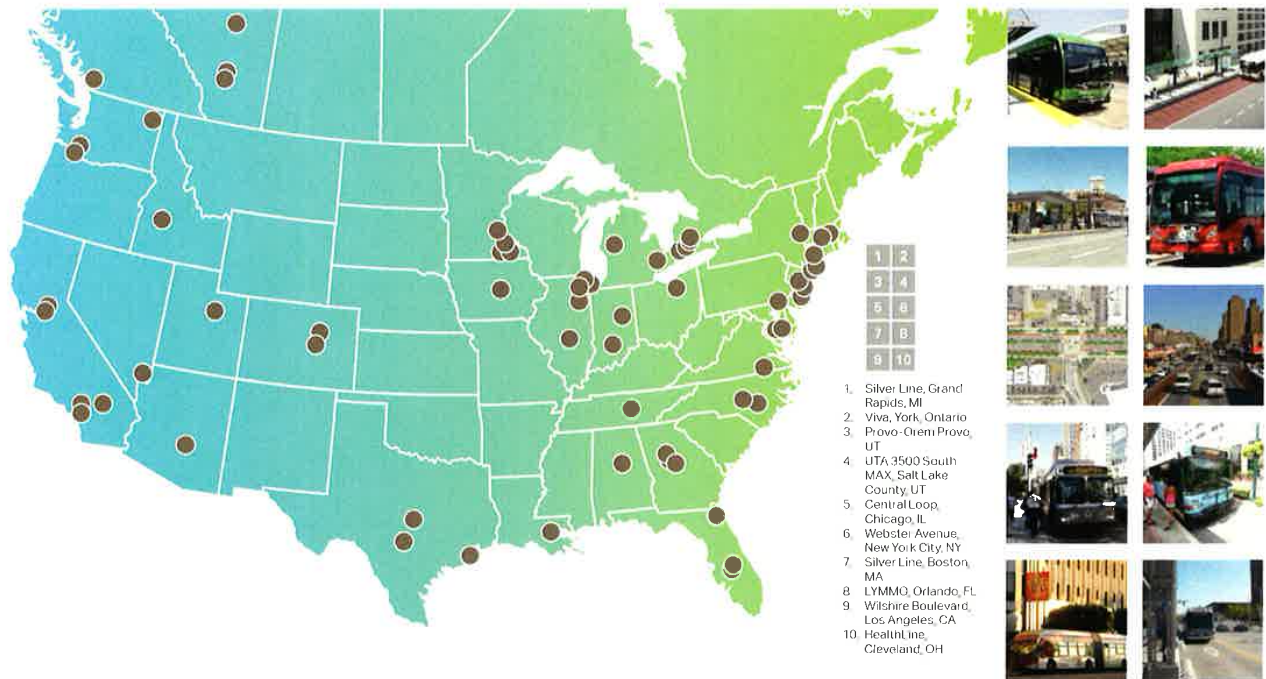 1 2
3 4
5 6
7 8
9 10
1. Silver Line, Grand
Rapids, MI
2. Viva, York, Ontario
3. Provo-Orem Provo,
UT
4. UTA 3500 South
MAX, Salt Lake
County, UT
5. Central Loop,
Chicago, IL
6. Webster Avenue,
New York City, NY
7. Silver Line, Boston,
MA
8. LYMMO, Orlando, FL
9. Wilshire Boulevard,
Los Angeles, CA
10. HealthLine,
Cleveland, OH